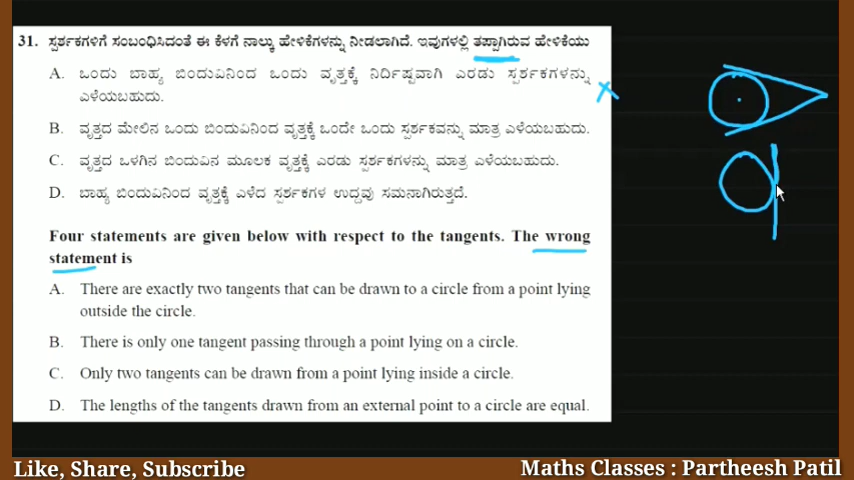 31. ಸ್ಪರ್ಶಕಗಳಿಗೆ ಸಂಬಂಧಿಸಿದಂತೆ ಈ ಕೆಳಗೆ ನಾಲ್ಕು ಹೇಳಿಕೆಗಳನ್ನು ನೀಡಲಾಗಿದೆ. ಇವುಗಳಲ್ಲಿ ತಪ್ಪಾಗಿರುವ ಹೇಳಿಕೆಯು
A. ಒಂದು ಬಾಹ್ಯ ಬಿಂದುವಿನಿಂದ ಒಂದು ವೃತ್ತಕ್ಕೆ ನಿರ್ದಿಷ್ಟವಾಗಿ ಎರಡು ಸ್ಪರ್ಶಕಗಳನ್ನು
ಎಳೆಯಬಹುದು.
B. ವೃತ್ತದ ಮೇಲಿನ ಒಂದು ಬಿಂದುವಿನಿಂದ ವೃತ್ತಕ್ಕೆ ಒಂದೇ ಒಂದು ಸ್ಪರ್ಶಕವನ್ನು ಮಾತ್ರ ಎಳೆಯಬಹುದು.
C. ವೃತ್ತದ ಒಳಗಿನ ಬಿಂದುವಿನ ಮೂಲಕ ವೃತ್ತಕ್ಕೆ ಎರಡು ಸ್ಪರ್ಶಕಗಳನ್ನು ಮಾತ್ರ ಎಳೆಯಬಹುದು.
D. ಬಾಹ್ಯ ಬಿಂದುವಿನಿಂದ ವೃತ್ತಕ್ಕೆ ಎಳೆದ ಸ್ಪರ್ಶಕಗಳ ಉದ್ದವು ಸಮನಾಗಿರುತ್ತದೆ.
Four statements are given below with respect to the tangents. The wrong
statement is
A. There are exactly two tangents that can be drawn to a circle from a point lying
outside the circle.
B. There is only one tangent passing through a point lying on a circle.
C. Only two tangents can be drawn from a point lying inside a circle.
D. The lengths of the tangents drawn from an external point to a circle are equal.
Like, Share, Subscribe
Maths Classes : Partheesh Patil